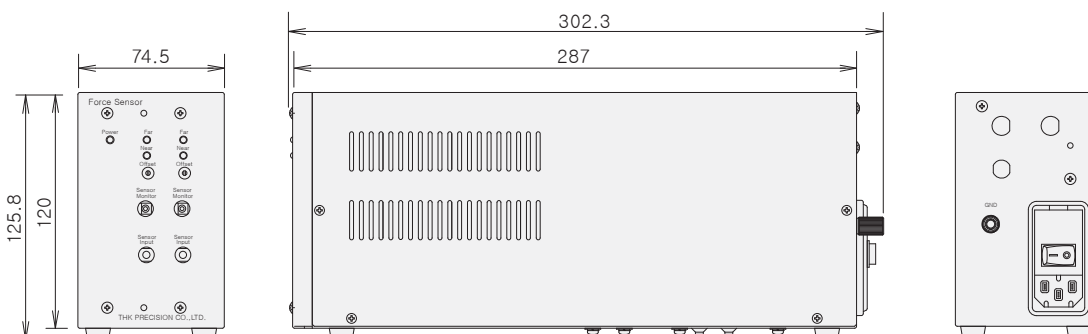 302.3
74.5
287
125.8
120
Force Sensor
Power
Far
Far
Near
Near
Offset
Offset
Sensor
Monitor
Sensor
Monitor
Sensor
Input
Sensor
Input
THK PRECISION CO.,LTD.
GND